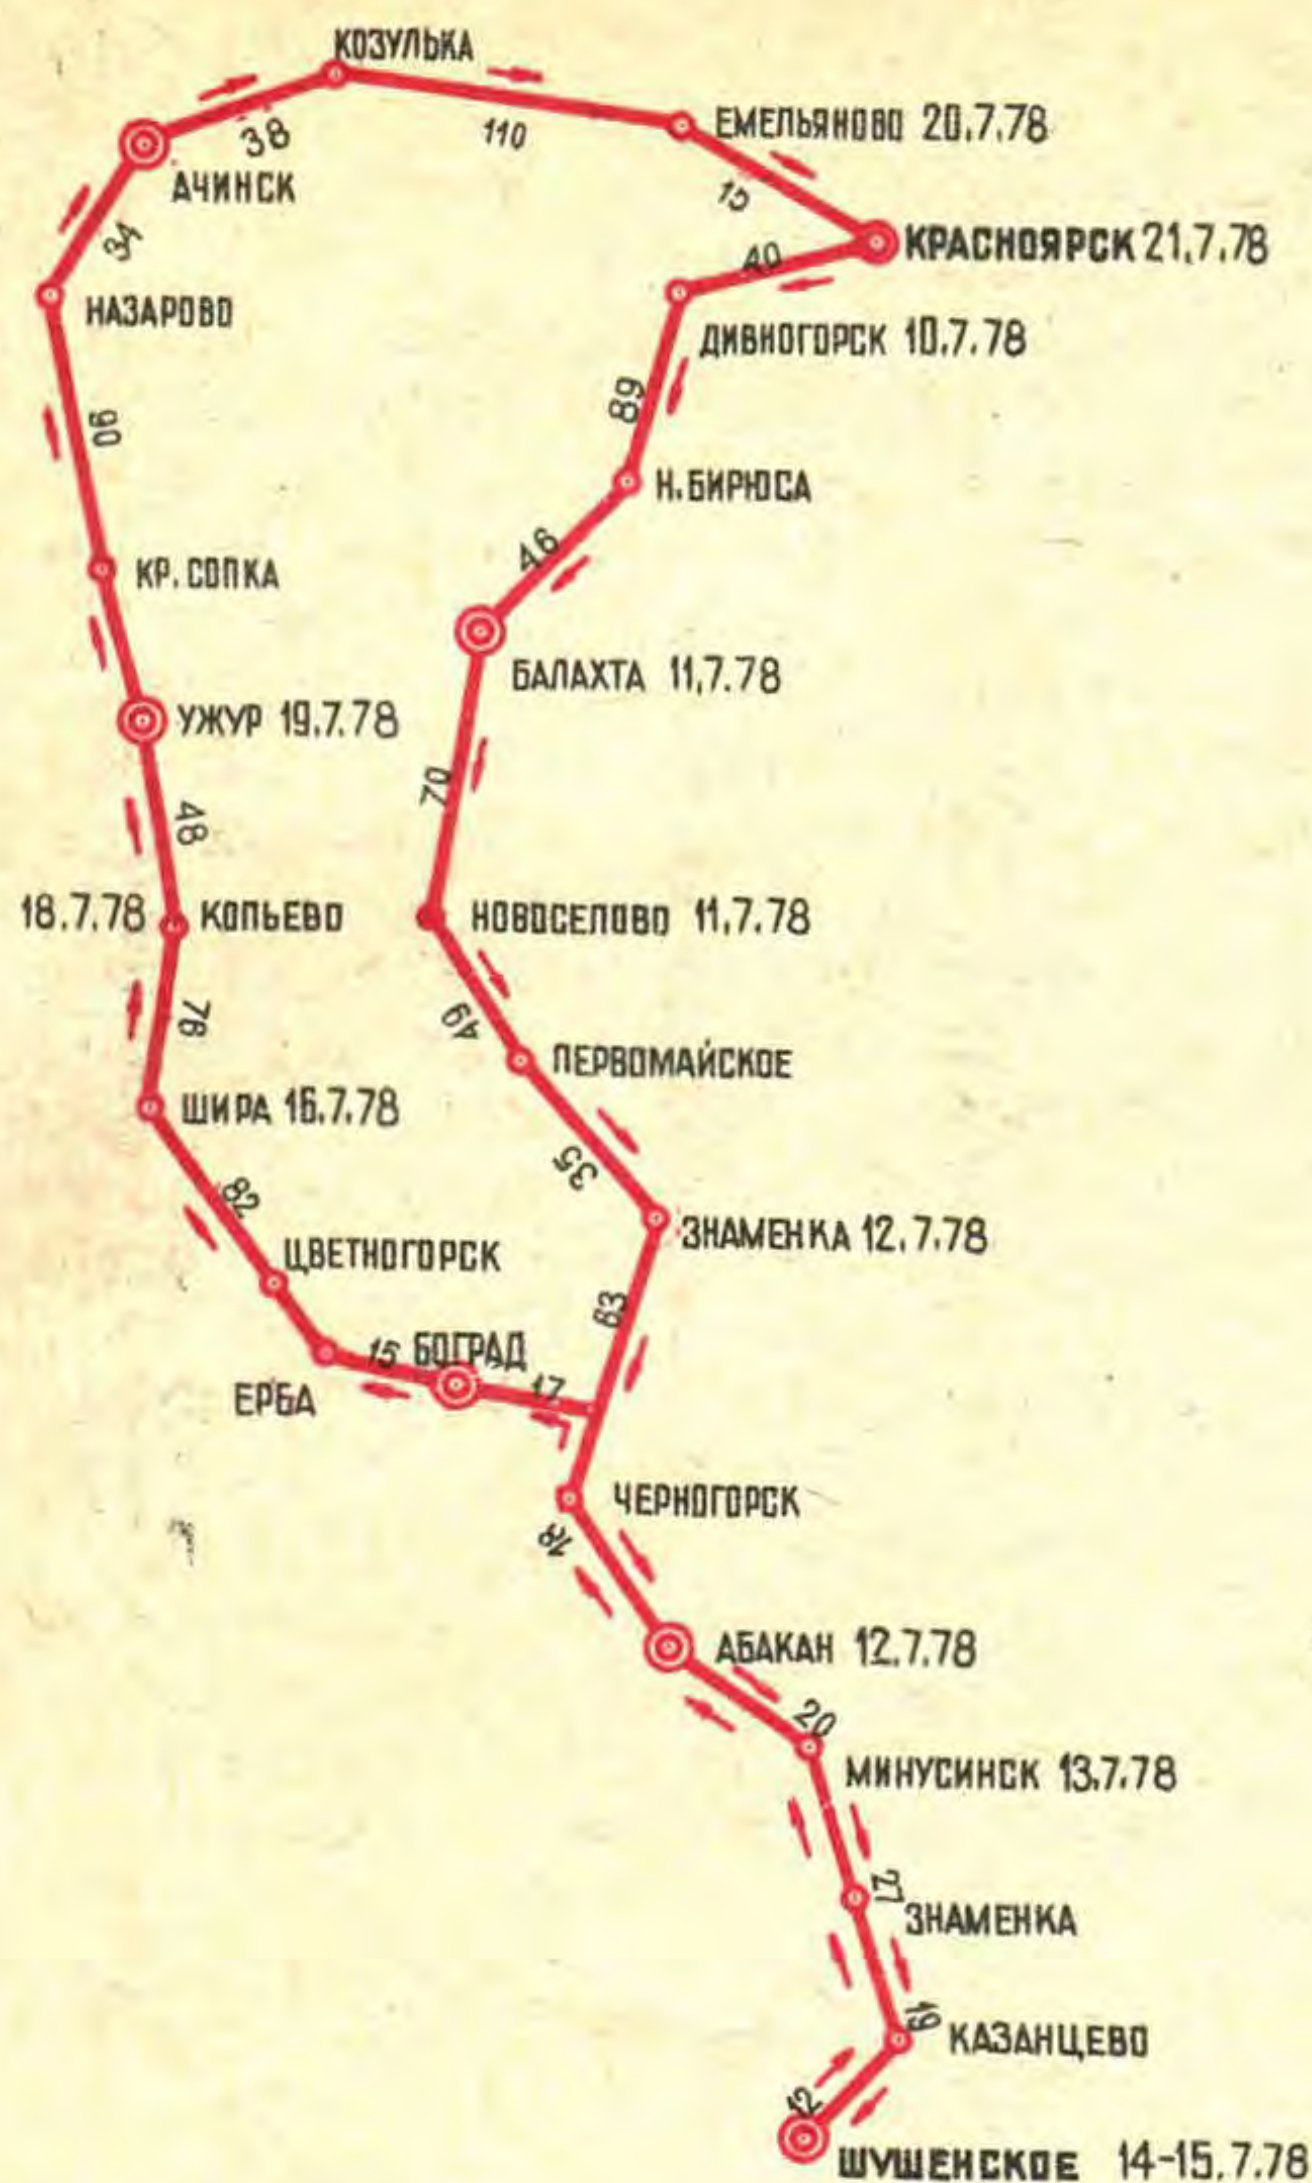 КОЗУЛЬКА
38
110
ЕМЕЛЬЯНОВО 20.7.78
АЧИНСК
15
КРАСНОЯРСК 21.7.78
34
40
НАЗАРОВО
ДИВНОГОРСК 10.7.78
90
89
Н.БИРЮСА
46
КР. СОПКА
БАЛАХТА 11.7.78
УЖУР 19.7.78
70
48
18.7.78 КОПЬЕВО
НОВОСЕЛОВО 11.7.78
76
49
ПЕРВОМАЙСКОЕ
ШИРА 16.7.78
35
82
ЗНАМЕНКА 12.7.78
ЦВЕТНОГОРСК
63
15 БОГРАД
17
ЕРБА
ЧЕРНОГОРСК
18
АБАКАН 12.7.78
20
МИНУСИНСК 13.7.78
27
ЗНАМЕНКА
19
КАЗАНЦЕВО
12
ШУШЕНСКОЕ 14-15.7.78